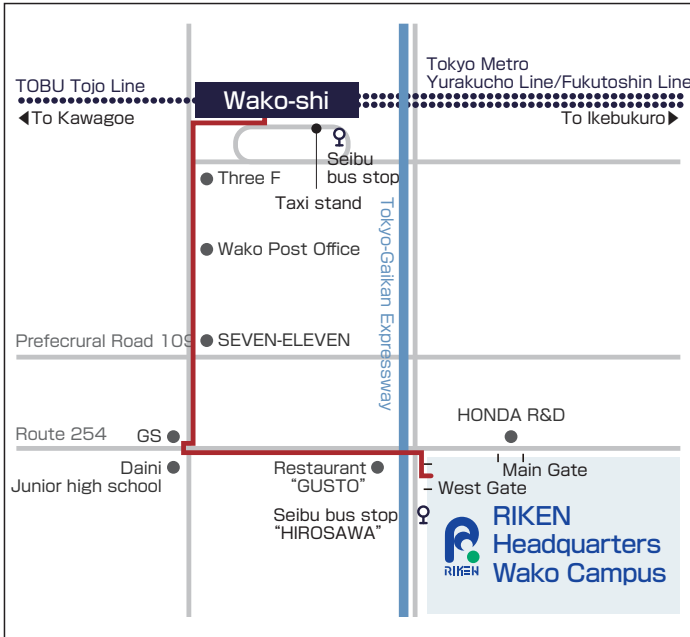 TOBU Tojo Line
Wako-shi
Tokyo Metro
Yurakucho Line/Fukutoshin Line
◀To Kawagoe
To Ikebukuro▶
Seibu
bus stop
Three F
Taxi stand
Tokyo-Gaikan Expressway
Wako Post Office
Prefecrural Road 109
SEVEN-ELEVEN
HONDA R&D
Route 254
GS
Daini
Junior high school
Restaurant
“GUSTO”
Main Gate
West Gate
Seibu bus stop
“HIROSAWA”
RIKEN
RIKEN
Headquarters
Wako Campus